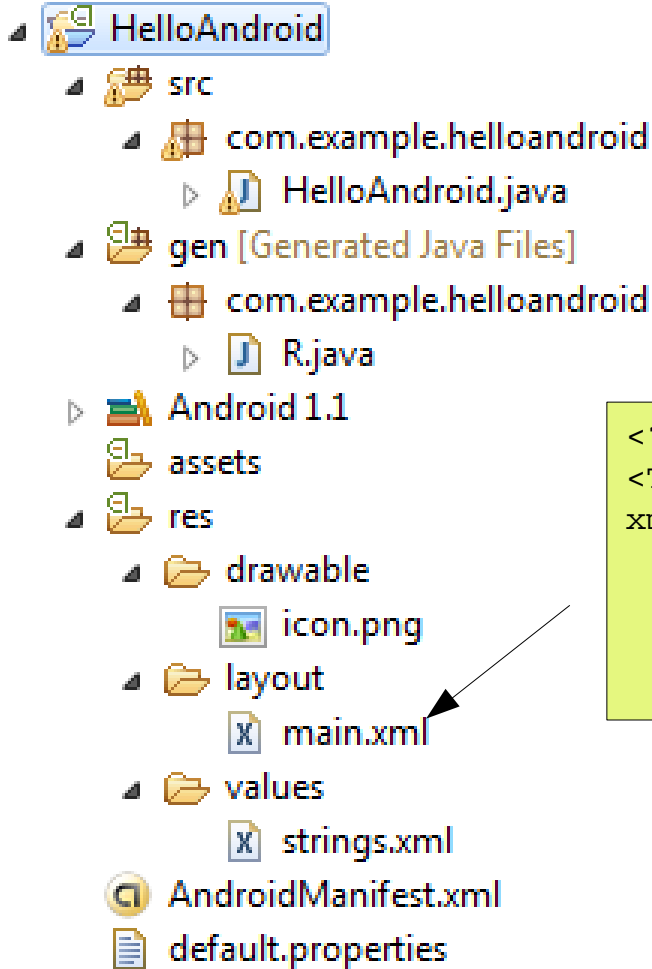 HelloAndroid
src
com.example.helloandroid
HelloAndroid.java
gen [Generated Java Files]
com.example.helloandroid
R.java
Android 1.1
assets
res
drawable
icon.png
layout
main.xml
values
strings.xml
AndroidManifest.xml
default.properties